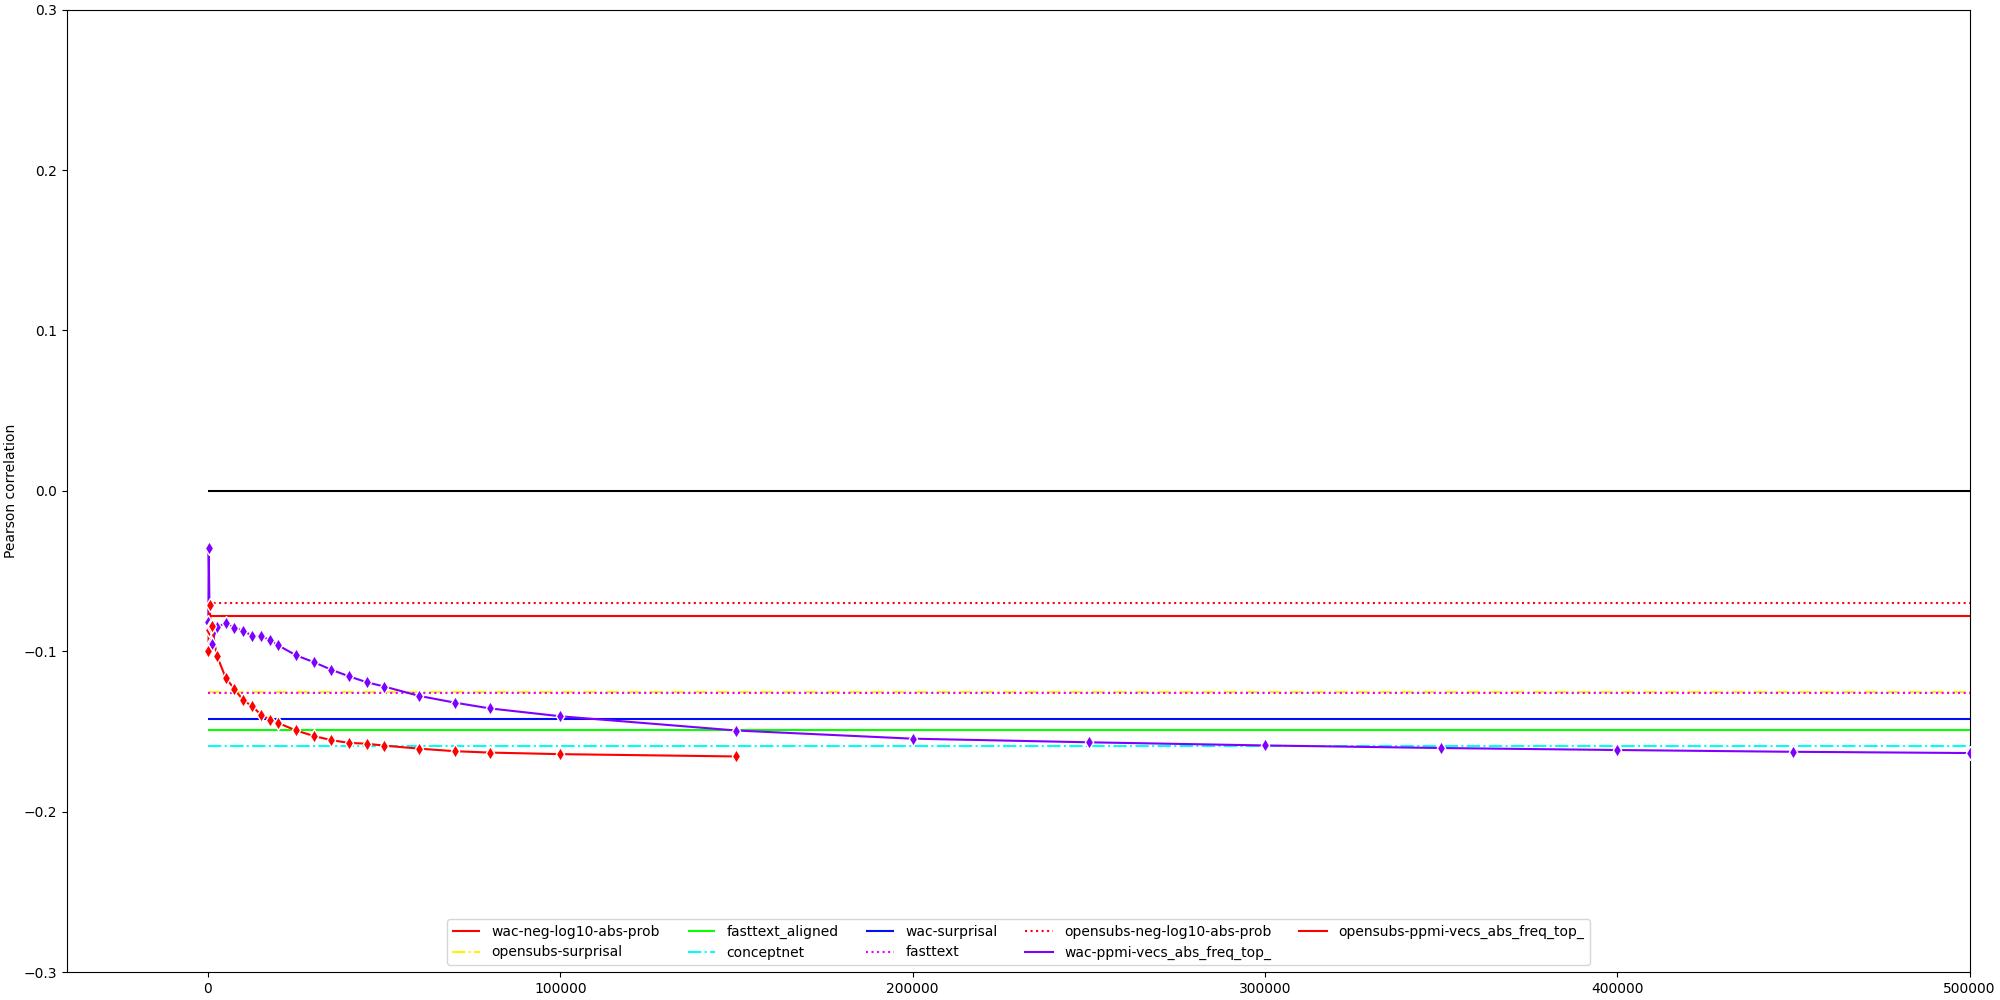 0.3
0.2
0.1
0.0
−0.1
−0.2
−0.3
Pearson correlation
wac-neg-log10-abs-prob
opensubs-surprisal
fasttext_aligned
conceptnet
wac-surprisal
fasttext
opensubs-neg-log10-abs-prob
wac-ppmi-vecs_abs_freq_top_
opensubs-ppmi-vecs_abs_freq_top_
0 100000 200000 300000 400000 500000